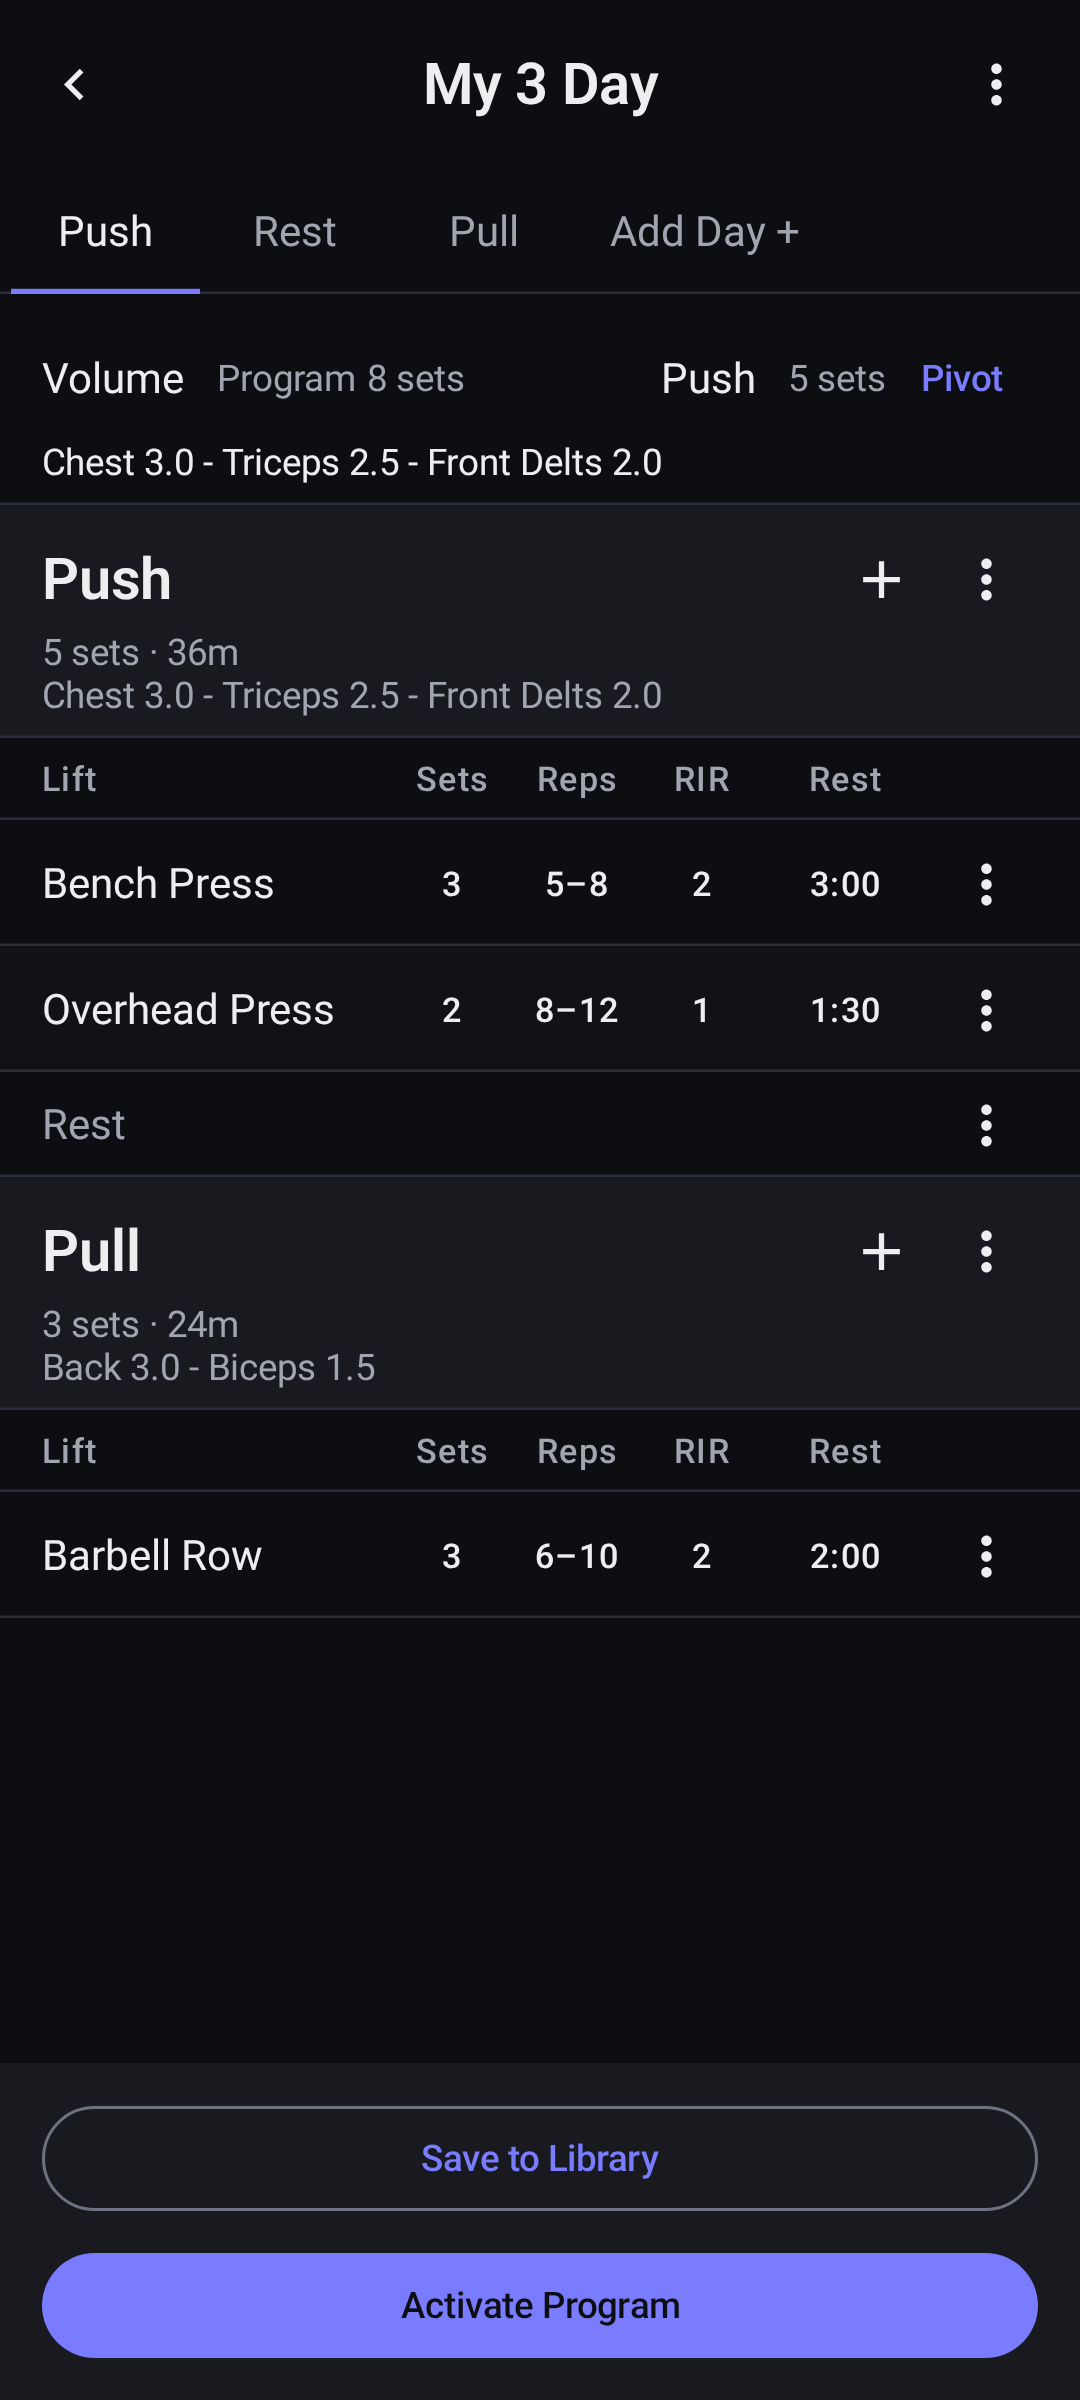 My 3 Day
Push Rest Pull Add Day +
Volume Program 8 sets Push 5 sets Pivot
Chest 3.0 - Triceps 2.5 - Front Delts 2.0
Push
5 sets · 36m
Chest 3.0 - Triceps 2.5 - Front Delts 2.0
Lift Sets Reps RIR Rest
Bench Press 3 5–8 2 3:00
Overhead Press 2 8–12 1 1:30
Rest
Pull
3 sets · 24m
Back 3.0 - Biceps 1.5
Lift Sets Reps RIR Rest
Barbell Row 3 6–10 2 2:00
Save to Library
Activate Program